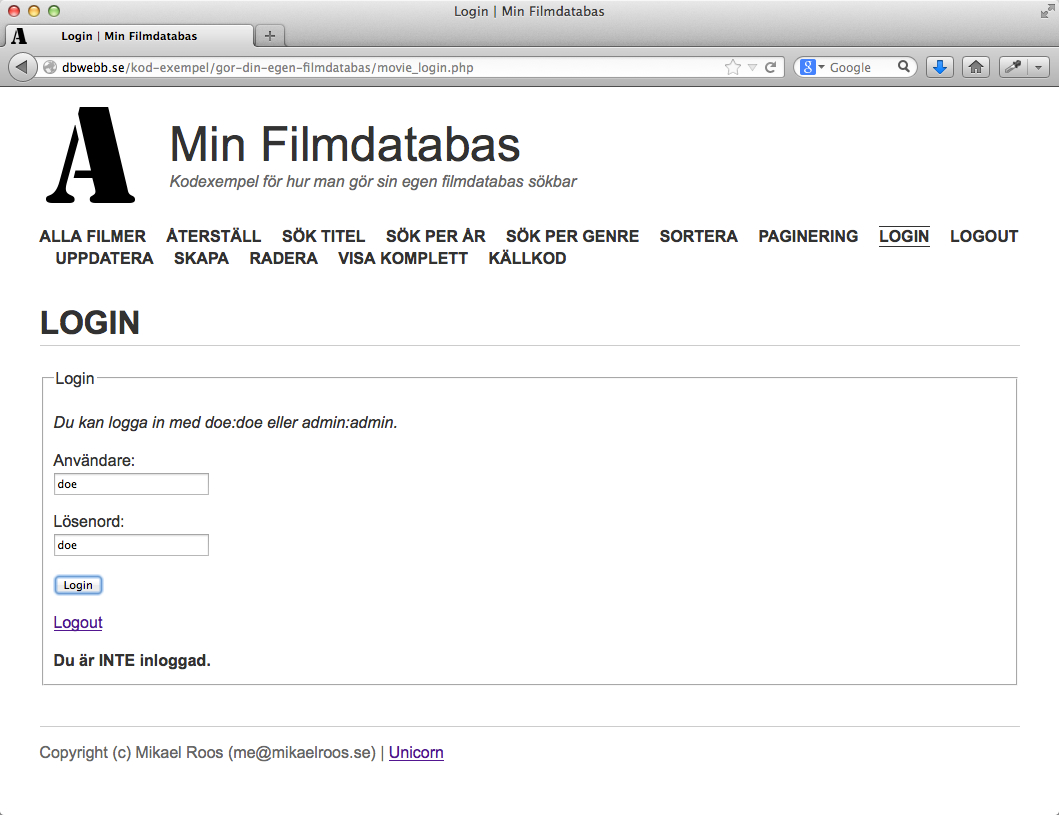 Login | Min Filmdatabas
A Login | Min Filmdatabas
dbwebb.se/kod-exempel/gor-din-egen-filmdatabas/movie_login.php
8 Google
A
Min Filmdatabas
Kodexempel för hur man gör sin egen filmdatabas sökbar
ALLA FILMER ÅTERSTÄLL SÖK TITEL SÖK PER ÅR SÖK PER GENRE SORTERA PAGINERING LOGIN LOGOUT
UPPDATERA SKAPA RADERA VISA KOMPLETT KÄLLKOD
LOGIN
Login
Du kan logga in med doe:doe eller admin:admin.
Användare:
doe
Lösenord:
doe
Login
Logout
Du är INTE inloggad.
Copyright (c) Mikael Roos (me@mikaelroos.se) | Unicorn